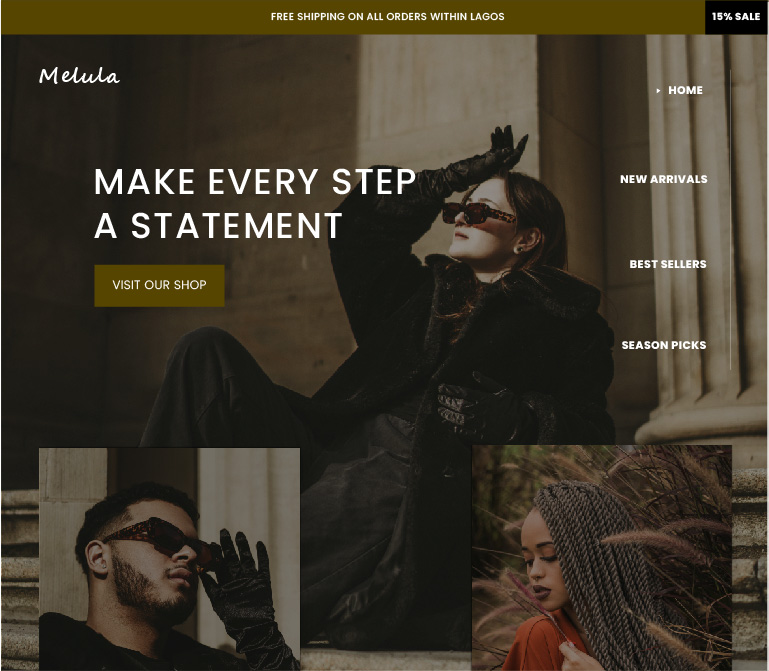 FREE SHIPPING ON ALL ORDERS WITHIN LAGOS
15% SALE
Melula
HOME
MAKE EVERY STEP
A STATEMENT
VISIT OUR SHOP
NEW ARRIVALS
BEST SELLERS
SEASON PICKS